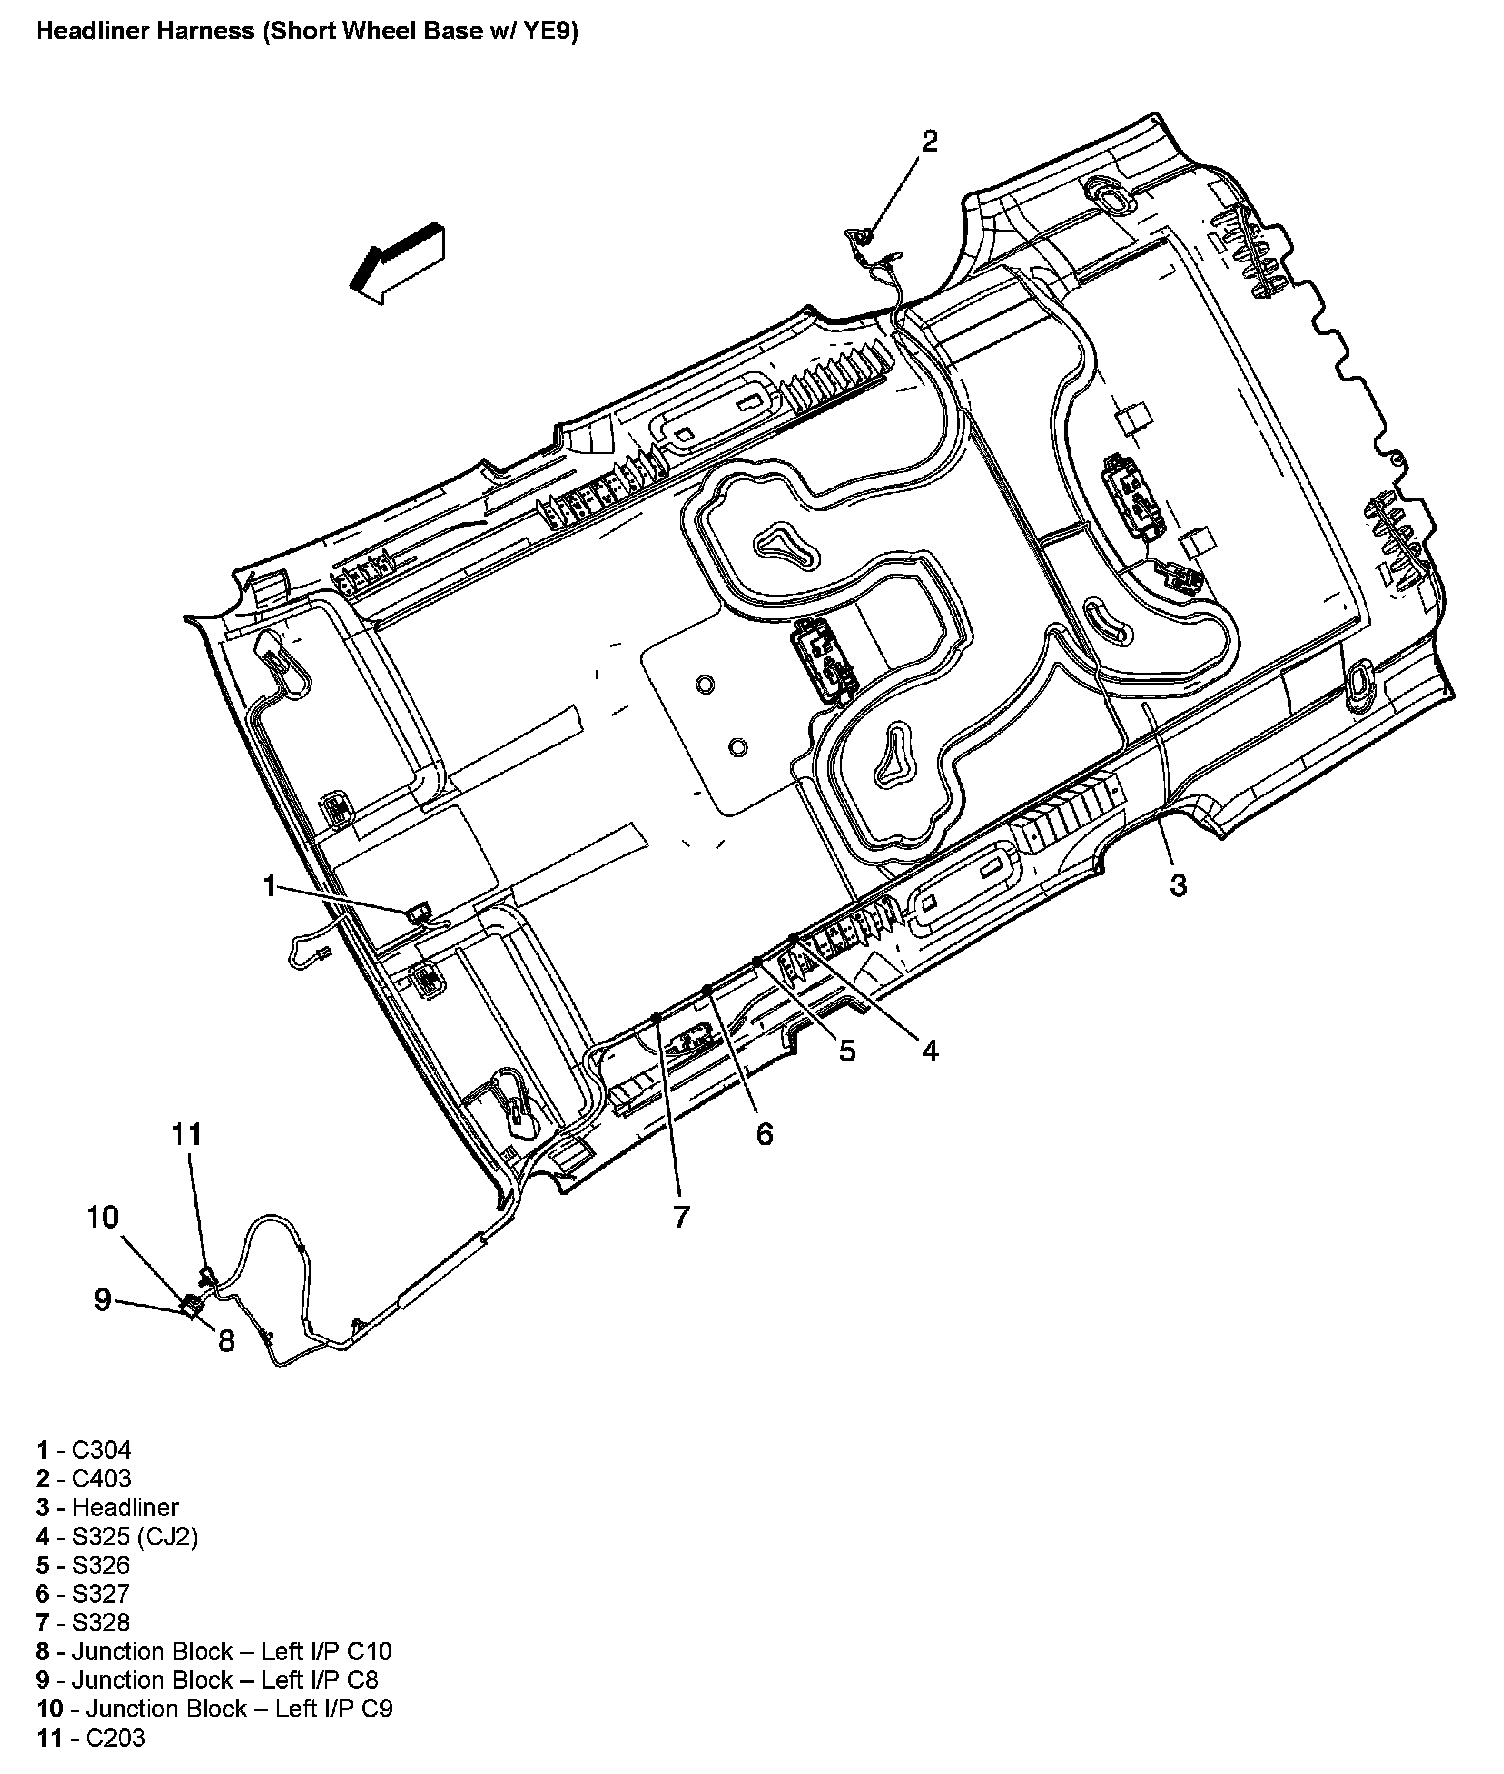 Headliner Harness (Short Wheel Base w/ YE9)
2
1
3
5
4
6
11
7
10
9
8
1 - C304
2 - C403
3 - Headliner
4 - S325 (CJ2)
5 - S326
6 - S327
7 - S328
8 - Junction Block – Left I/P C10
9 - Junction Block – Left I/P C8
10 - Junction Block – Left I/P C9
11 - C203